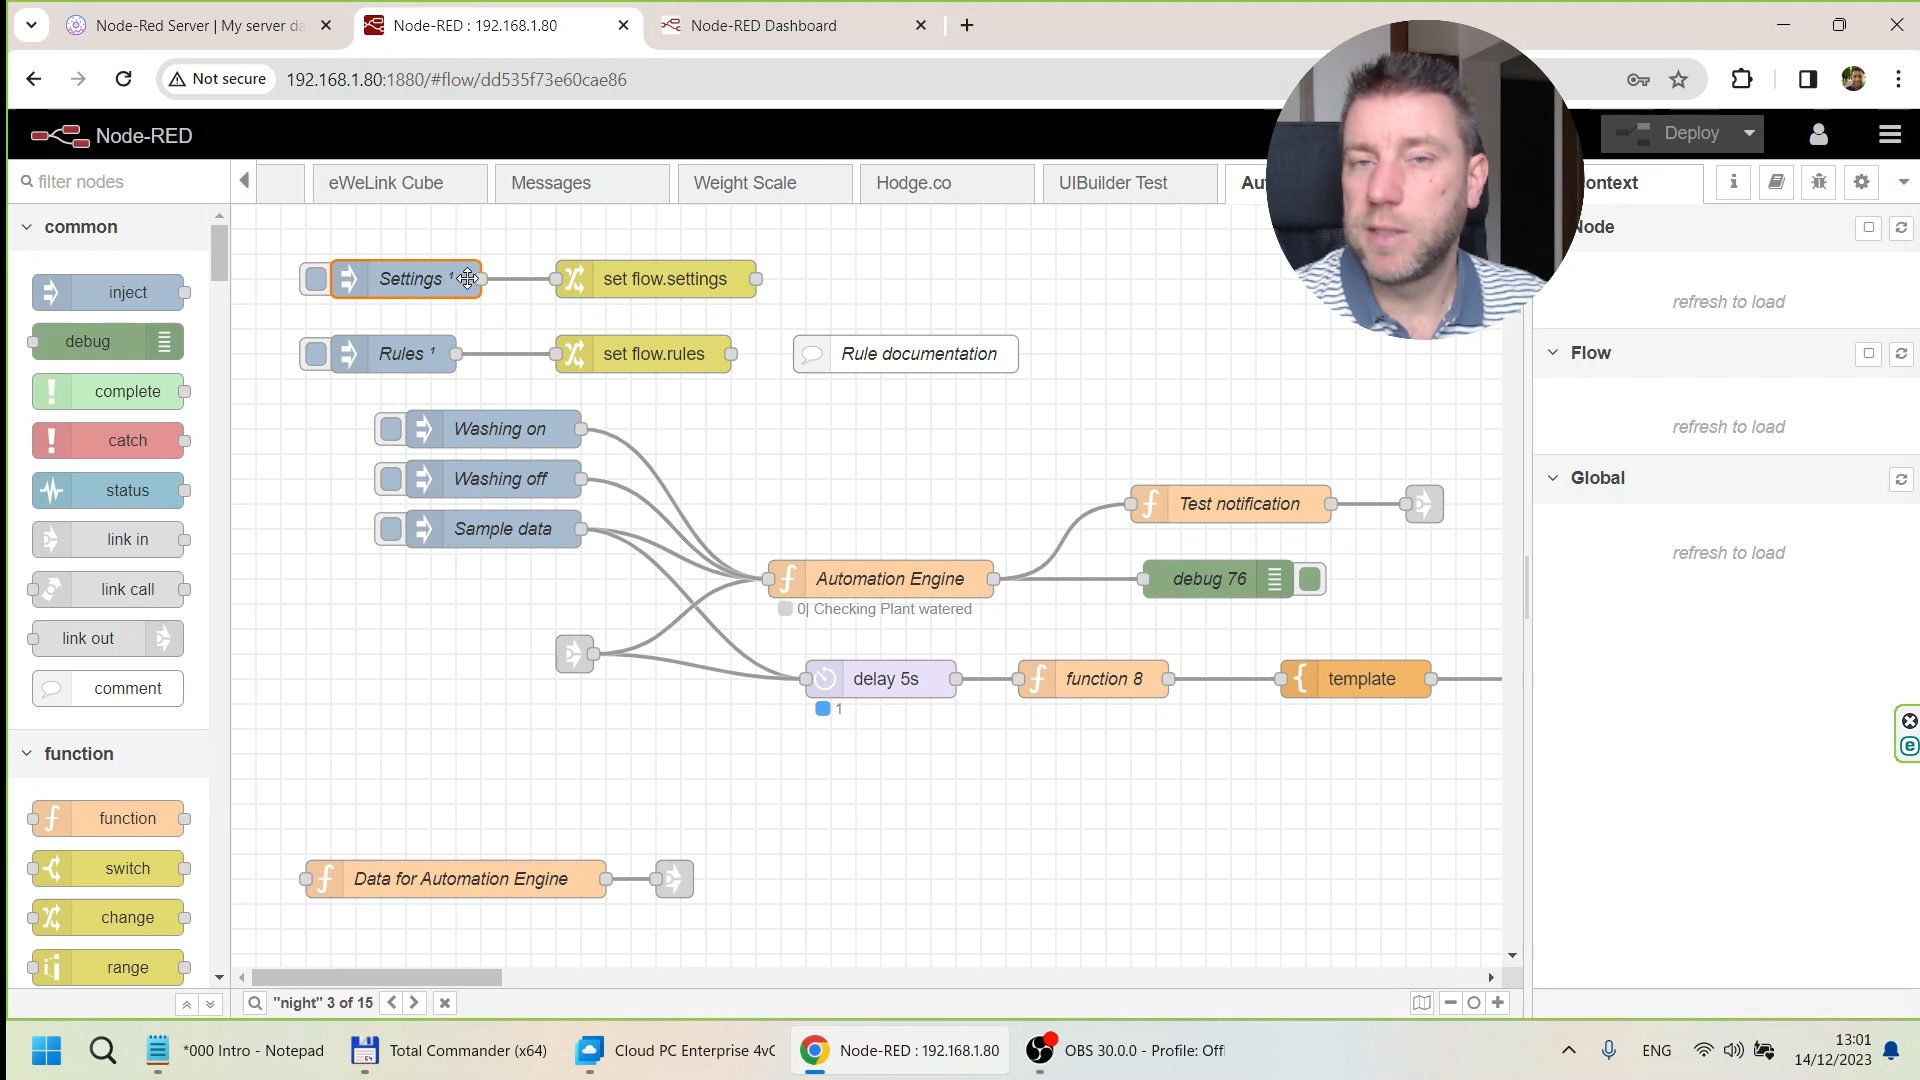 Node-Red Server | My server da
Node-RED : 192.168.1.80
Node-RED Dashboard
Not secure
192.168.1.80:1880/#flow/dd535f73e60cae86
Node-RED
Deploy
filter nodes
eWeLink Cube
Messages
Weight Scale
Hodge.co
UIBuilder Test
Au
ontext
common
inject
debug
complete
catch
status
link in
link call
link out
comment
function
function
switch
change
range
Settings ¹
set flow.settings
Rules ¹
set flow.rules
Rule documentation
Washing on
Washing off
Sample data
Test notification
Automation Engine
debug 76
0| Checking Plant watered
delay 5s
function 8
template
1
Data for Automation Engine
ode
refresh to load
Flow
refresh to load
Global
refresh to load
"night" 3 of 15
*000 Intro - Notepad
Total Commander (x64)
Cloud PC Enterprise 4vC
Node-RED : 192.168.1.80
OBS 30.0.0 - Profile: Offi
ENG
13:01
14/12/2023